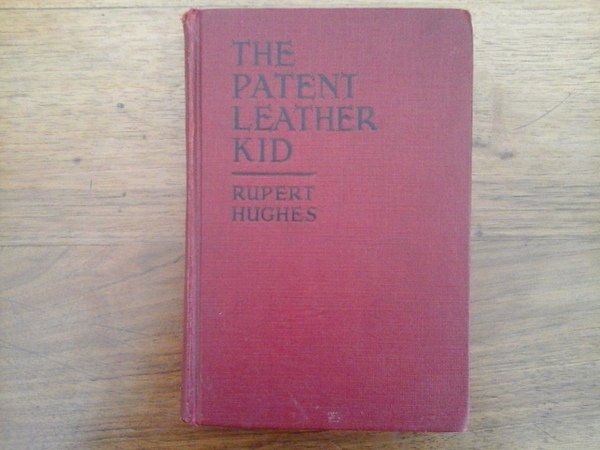 THE
PATENT
LEATHER
KID
RUPERT
HUGHES